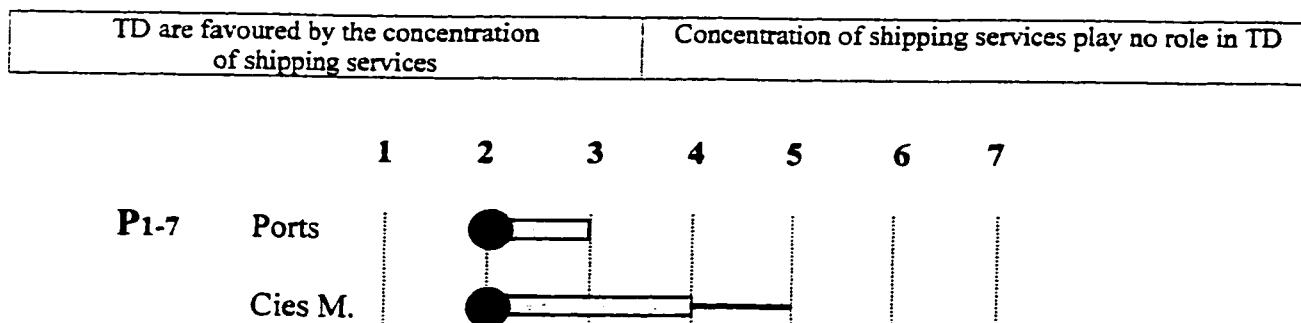 TD are favoured by the concentration
of shipping services
Concentration of shipping services play no role in TD
1 2 3 4 5 6 7
P1-7 Ports
Cies M.